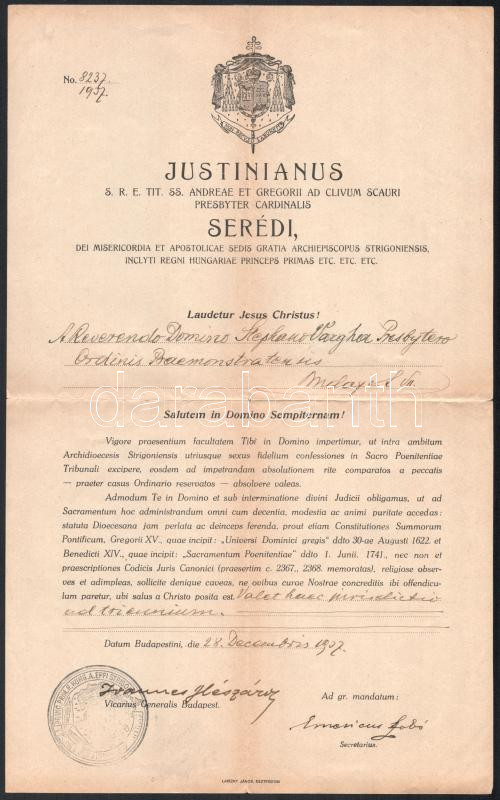 No. 8237.
1937.
JUSTINIANUS
S. R. E. TIT. SS. ANDREAE ET GREGORII AD CLIVUM SCAURI
PRESBYTER CARDINALIS
SERÉDI,
DEI MISERICORDIA ET APOSTOLICAE SEDIS GRATIA ARCHIEPISCOPUS STRIGONIENSIS,
INCLYTI REGNI HUNGARIAE PRINCEPS PRIMAS ETC. ETC. ETC.
Laudetur Jesus Christus!
A. Reverendo Domino Stephano Vargha Presbytero
Ordinis Praemonstratensis
darabanth
Salutem in Domino Sempiternam!
Vigore praesentium facultatem Tibi in Domino impertimur, ut intra ambitum
Archidioecesis Strigoniensis utriusque sexus fidelium confessiones in Sacro Poenitentiae
Tribunali excipere, eosdem ad impetrandam absolutionem rite comparatos a peccatis
— praeter casus Ordinario reservatos — absolvere valeas.
Admodum Te in Domino et sub interminatione divini Judicii obligamus, ut ad
Sacramentum hoc administrandum omni cum decentia, modestia ac animi puritate accedas:
statuta Dioecesana jam perlata ac deinceps ferenda, prout etiam Constitutiones Summorum
Pontificum, Gregorii XV., quae incipit: „Universi Dominici gregis" ddto 30-ae Augusti 1622. et
Benedicti XIV., quae incipit: „Sacramentum Poenitentiae" ddto 1. Junii. 1741., nec non et
praescriptiones Codicis Juris Canonici (praesertim c. 2367., 2368. memoratas), religiose obser-
ves et adimpleas, sollicite denique caveas, ne ovibus curae Nostrae concreditis ibi offendicu-
lum paretur, ubi salus a Christo posita est. Valet haec jurisdictio
ad triennium.
Datum Budapestini, die 28. Decembris 1937.
Joannes Mészáros
Vicarius Generalis Budapest.
Ad gr. mandatum:
Emericus Szabó
Secretarius.
LAISZKY JÁNOS, ESZTERGOM